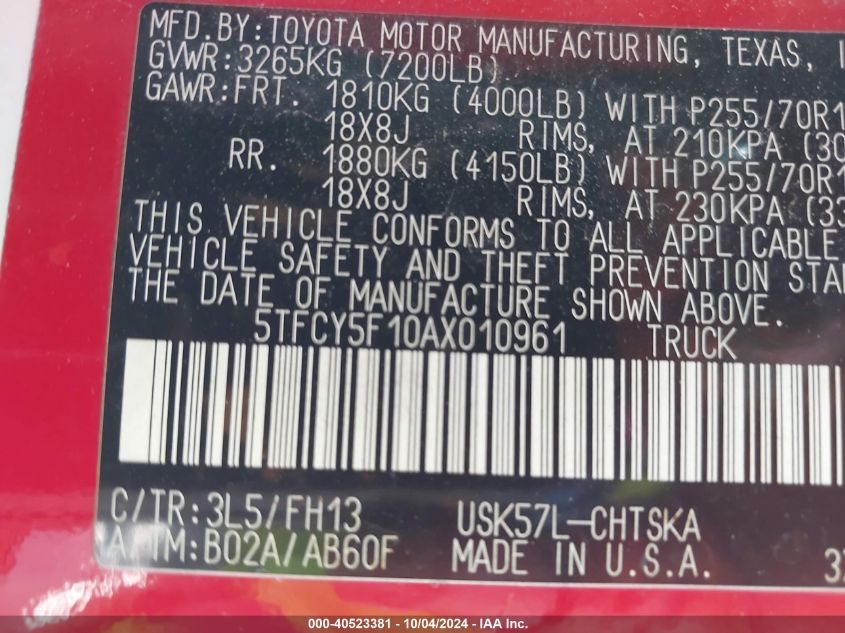 MFD.BY:TOYOTA MOTOR MANUFACTURING, TEXAS,
GVWR:3265KG (7200LB)
GAWR:FRT. 1810KG (4000LB) WITH P255/70R1
18X8J RIMS, AT 210KPA (30
RR. 1880KG (4150LB) WITH P255/70R1
18X8J RIMS, AT 230KPA (33
THIS VEHICLE CONFORMS TO ALL APPLICABLE
VEHICLE SAFETY AND THEFT PREVENTION STA
THE DATE OF MANUFACTURE SHOWN ABOVE.
5TFCY5F10AX010961 TRUCK
C/TR:3L5/FH13 USK57L-CHTSKA
A/TM:B02A/AB60F MADE IN U.S.A.
000-40523381 - 10/04/2024 - IAA Inc.